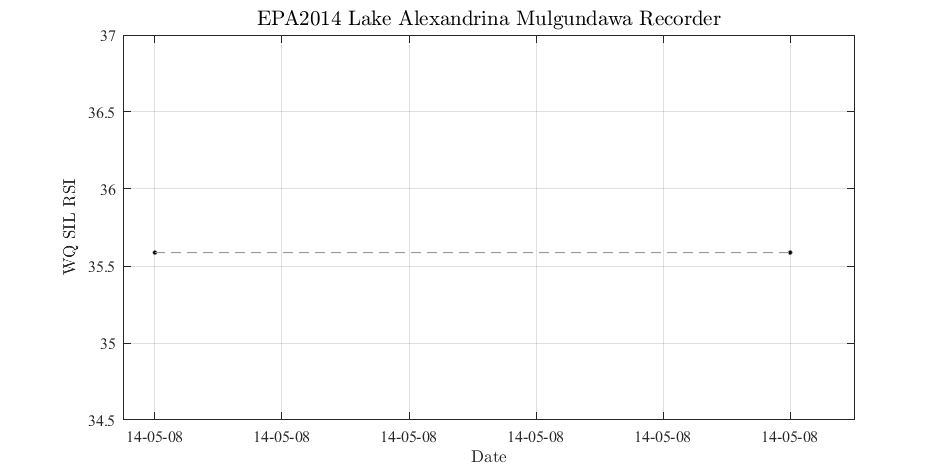 EPA2014 Lake Alexandrina Mulgundawa Recorder
37
36.5
36
35.5
35
34.5
WQ SIL RSI
14-05-08 14-05-08 14-05-08 14-05-08 14-05-08 14-05-08
Date